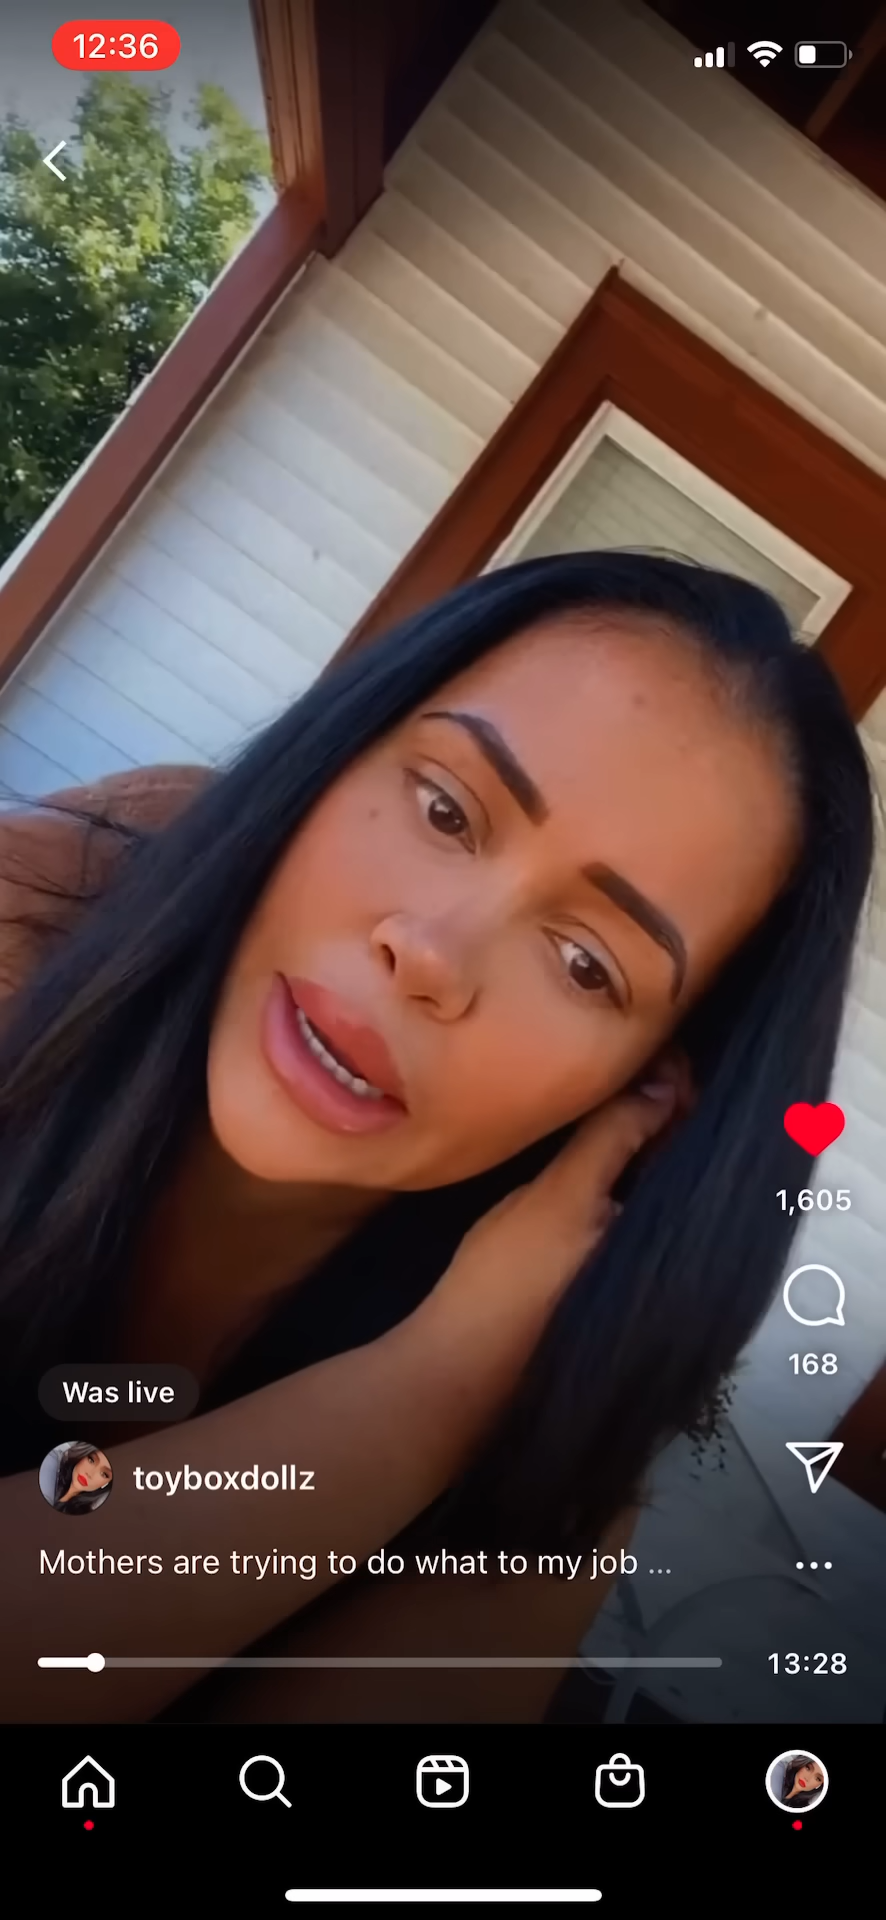 12:36
1,605
168
Was live
toyboxdollz
Mothers are trying to do what to my job ...
13:28